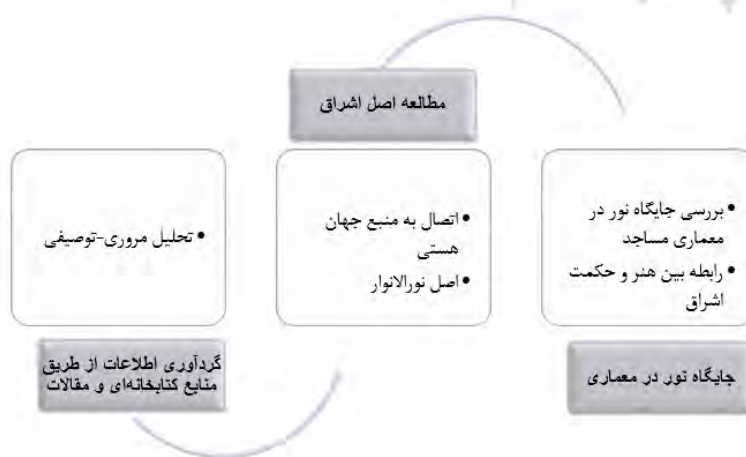 مطالعه اصل اشراق
• بررسی جایگاه نور در
معماری مساجد
• رابطه بین هنر و حکمت
اشراق
جایگاه نور در معماری
• اتصال به منبع جهان
هستی
• اصل نورالانوار
• تحلیل مروری-توصیفی
گردآوری اطلاعات از طریق
منابع کتابخانه‌ای و مقالات